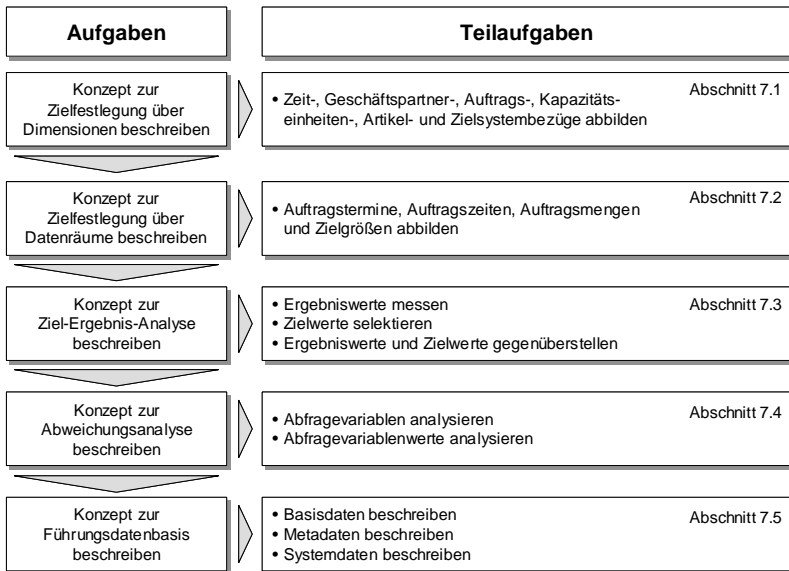 Aufgaben
Teilaufgaben
Konzept zur
Zielfestlegung über
Dimensionen beschreiben
Abschnitt 7.1
• Zeit-, Geschäftspartner-, Auftrags-, Kapazitäts-
einheiten-, Artikel- und Zielsystembezüge abbilden
Konzept zur
Zielfestlegung über
Datenräume beschreiben
Abschnitt 7.2
• Auftragstermine, Auftragszeiten, Auftragsmengen
und Zielgrößen abbilden
Konzept zur
Ziel-Ergebnis-Analyse
beschreiben
Abschnitt 7.3
• Ergebniswerte messen
• Zielwerte selektieren
• Ergebniswerte und Zielwerte gegenüberstellen
Konzept zur
Abweichungsanalyse
beschreiben
Abschnitt 7.4
• Abfragevariablen analysieren
• Abfragevariablenwerte analysieren
Konzept zur
Führungsdatenbasis
beschreiben
Abschnitt 7.5
• Basisdaten beschreiben
• Metadaten beschreiben
• Systemdaten beschreiben